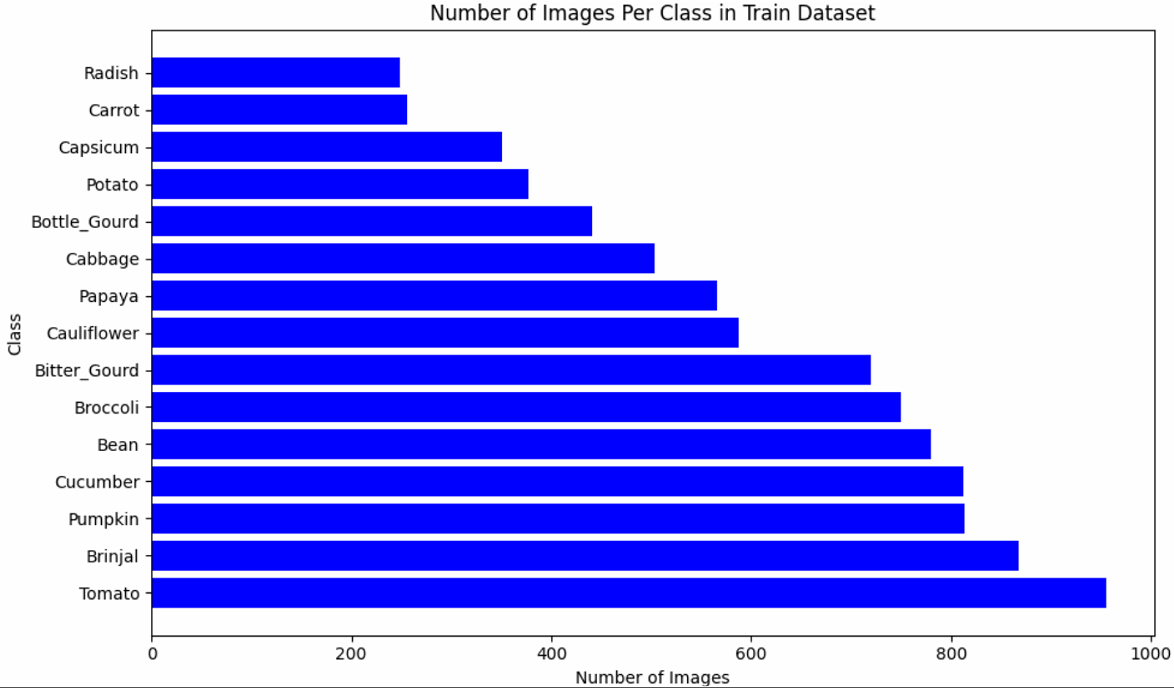 Number of Images Per Class in Train Dataset
Radish
Carrot
Capsicum
Potato
Bottle_Gourd
Cabbage
Papaya
Cauliflower
Bitter_Gourd
Broccoli
Bean
Cucumber
Pumpkin
Brinjal
Tomato
Class
0 200 400 600 800 1000
Number of Images